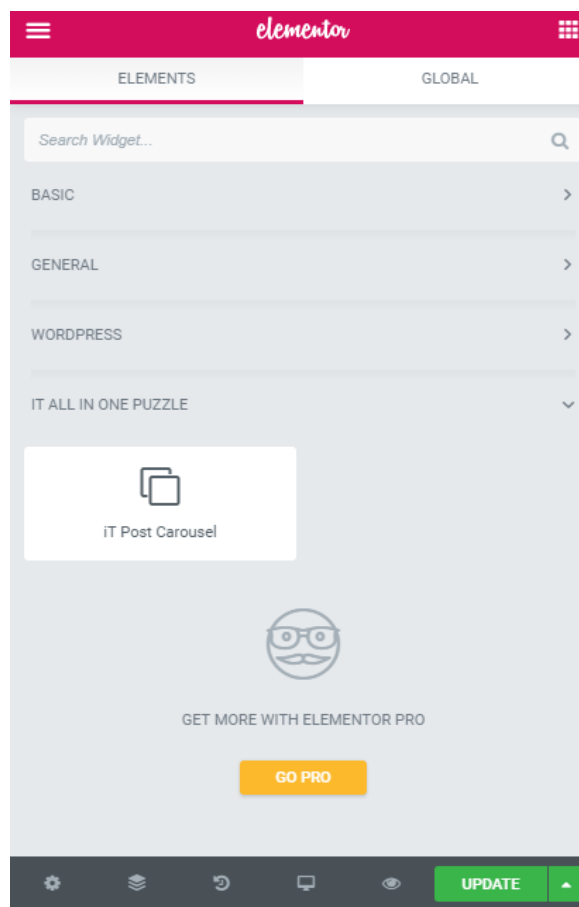 elementor
ELEMENTS
GLOBAL
Search Widget...
BASIC
GENERAL
WORDPRESS
IT ALL IN ONE PUZZLE
iT Post Carousel
GET MORE WITH ELEMENTOR PRO
GO PRO
UPDATE